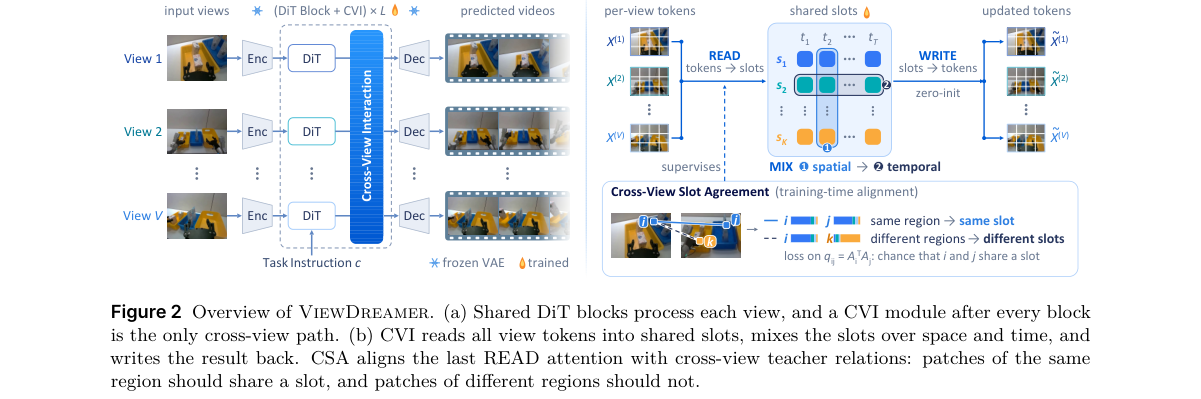 input views (DiT Block + CVI) × L predicted videos
View 1 Enc DiT Dec
View 2 Enc DiT Dec
View V Enc DiT Dec
Cross-View Interaction
Task Instruction c
frozen VAE trained
per-view tokens shared slots updated tokens
t1 t2 ··· tT
X(1) READ s1 WRITE X̃(1)
tokens → slots slots → tokens
X(2) s2 2 X̃(2)
zero-init
X(V) sK 1 X̃(V)
supervises MIX 1 spatial → 2 temporal
Cross-View Slot Agreement (training-time alignment)
i j k
i j same region → same slot
i k different regions → different slots
loss on qij = AiᵀAj: chance that i and j share a slot
Figure 2 Overview of VIEWDREAMER. (a) Shared DiT blocks process each view, and a CVI module after every block
is the only cross-view path. (b) CVI reads all view tokens into shared slots, mixes the slots over space and time, and
writes the result back. CSA aligns the last READ attention with cross-view teacher relations: patches of the same
region should share a slot, and patches of different regions should not.